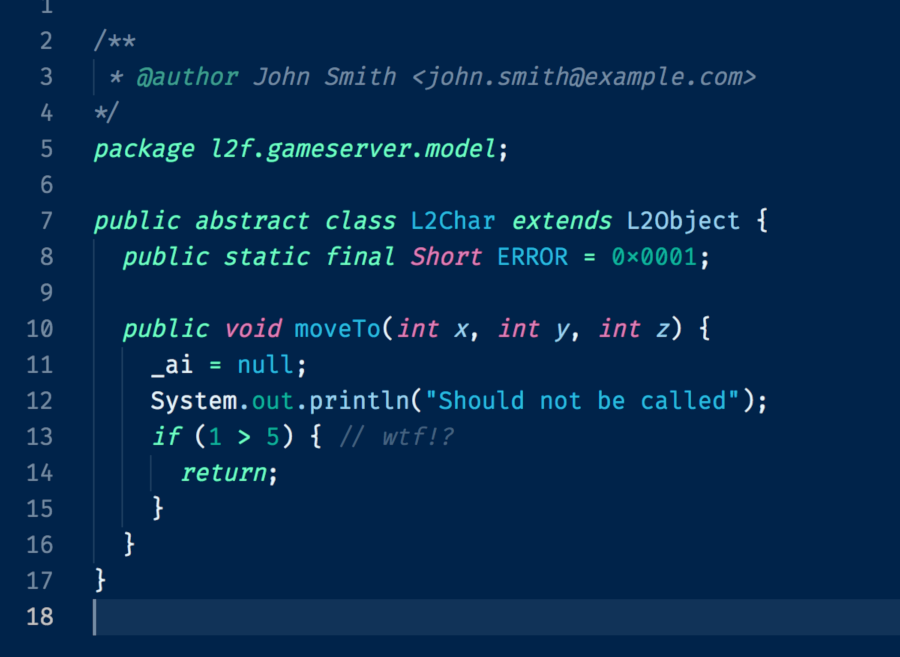 1
2 /**
3  * @author John Smith <john.smith@example.com>
4 */
5 package l2f.gameserver.model;
6
7 public abstract class L2Char extends L2Object {
8   public static final Short ERROR = 0x0001;
9
10   public void moveTo(int x, int y, int z) {
11     _ai = null;
12     System.out.println("Should not be called");
13     if (1 > 5) { // wtf!?
14       return;
15     }
16   }
17 }
18